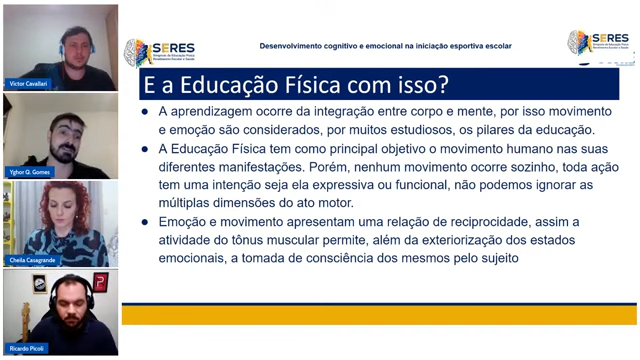 SERES
Desenvolvimento cognitivo e emocional na iniciação esportiva escolar
SERES
E a Educação Física com isso?
● A aprendizagem ocorre da integração entre corpo e mente, por isso movimento
e emoção são considerados, por muitos estudiosos, os pilares da educação.
● A Educação Física tem como principal objetivo o movimento humano nas suas
diferentes manifestações. Porém, nenhum movimento ocorre sozinho, toda ação
tem uma intenção seja ela expressiva ou funcional, não podemos ignorar as
múltiplas dimensões do ato motor.
● Emoção e movimento apresentam uma relação de reciprocidade, assim a
atividade do tônus muscular permite, além da exteriorização dos estados
emocionais, a tomada de consciência dos mesmos pelo sujeito
Victor Cavallari
Yghor Q. Gomes
Cheila Casagrande
Ricardo Picoli